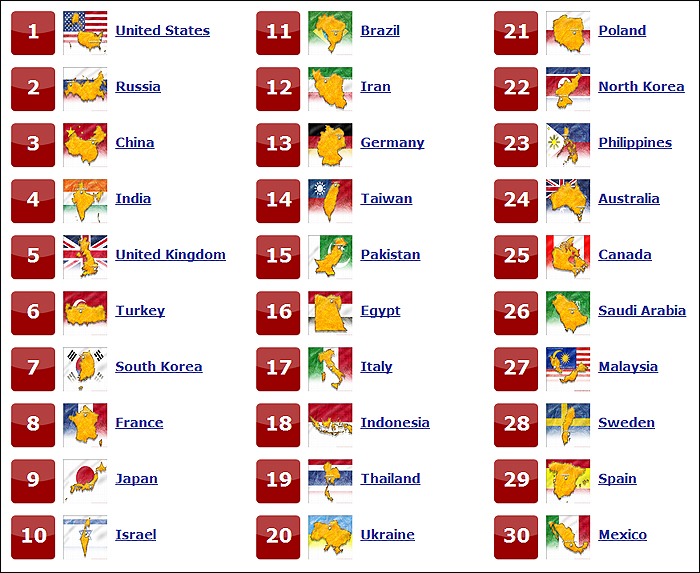 1 United States
2 Russia
3 China
4 India
5 United Kingdom
6 Turkey
7 South Korea
8 France
9 Japan
10 Israel
11 Brazil
12 Iran
13 Germany
14 Taiwan
15 Pakistan
16 Egypt
17 Italy
18 Indonesia
19 Thailand
20 Ukraine
21 Poland
22 North Korea
23 Philippines
24 Australia
25 Canada
26 Saudi Arabia
27 Malaysia
28 Sweden
29 Spain
30 Mexico